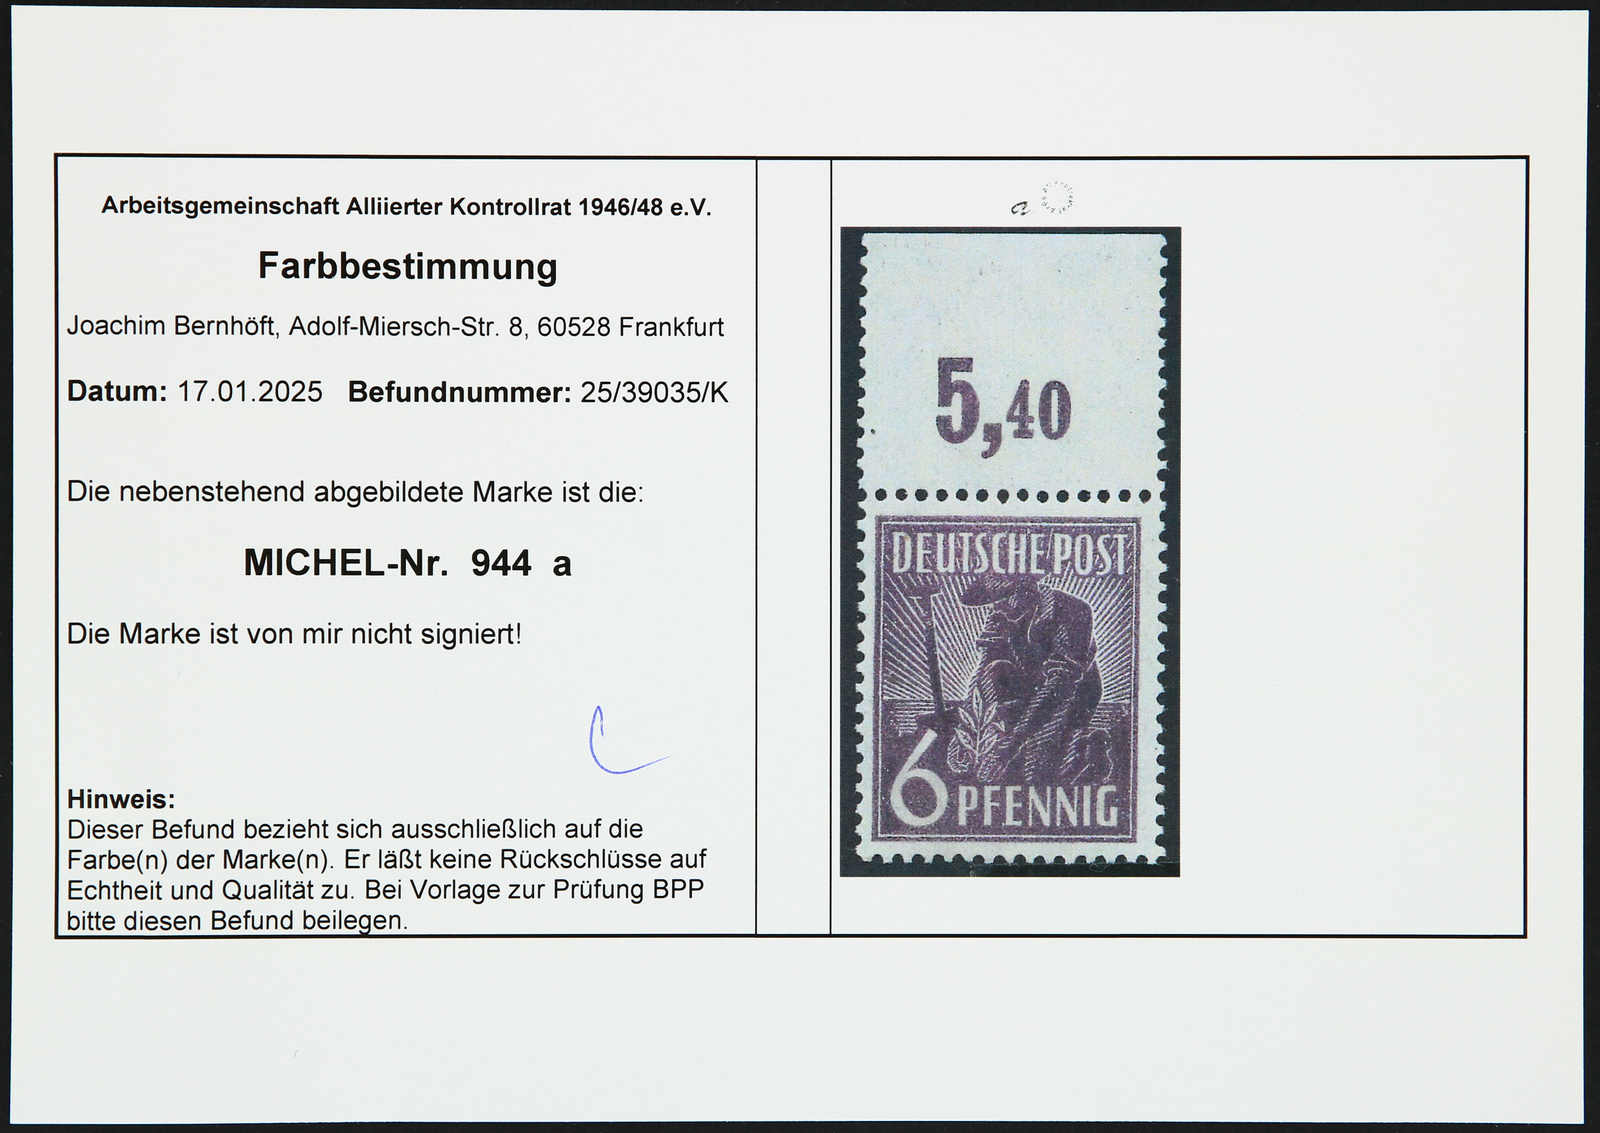 Arbeitsgemeinschaft Alliierter Kontrollrat 1946/48 e.V.
Farbbestimmung
Joachim Bernhöft, Adolf-Miersch-Str. 8, 60528 Frankfurt
Datum: 17.01.2025 Befundnummer: 25/39035/K
Die nebenstehend abgebildete Marke ist die:
MICHEL-Nr. 944 a
Die Marke ist von mir nicht signiert!
Hinweis:
Dieser Befund bezieht sich ausschließlich auf die
Farbe(n) der Marke(n). Er läßt keine Rückschlüsse auf
Echtheit und Qualität zu. Bei Vorlage zur Prüfung BPP
bitte diesen Befund beilegen.
a
5,40
DEUTSCHE POST
6 PFENNIG